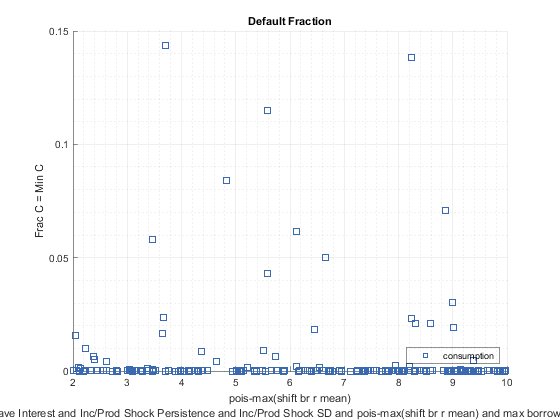 Default Fraction
0.15
0.1
0.05
0
Frac C = Min C
consumption
2 3 4 5 6 7 8 9 10
pois-max(shift br r mean)
ave Interest and Inc/Prod Shock Persistence and Inc/Prod Shock SD and pois-max(shift br r mean) and max borrow